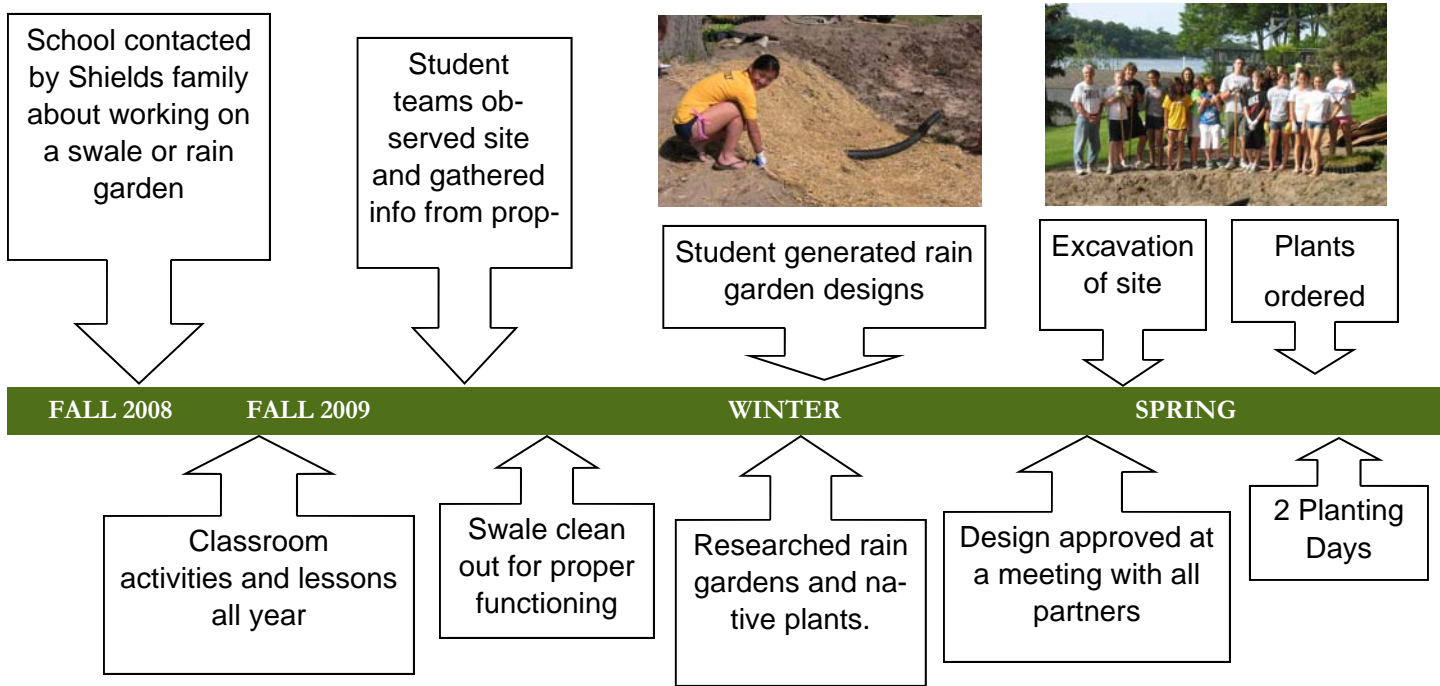 School contacted
by Shields family
about working on
a swale or rain
garden
Student
teams ob-
served site
and gathered
info from prop-
Student generated rain
garden designs
Excavation
of site
Plants
ordered
FALL 2008 FALL 2009 WINTER SPRING
Classroom
activities and lessons
all year
Swale clean
out for proper
functioning
Researched rain
gardens and na-
tive plants.
Design approved at
a meeting with all
partners
2 Planting
Days